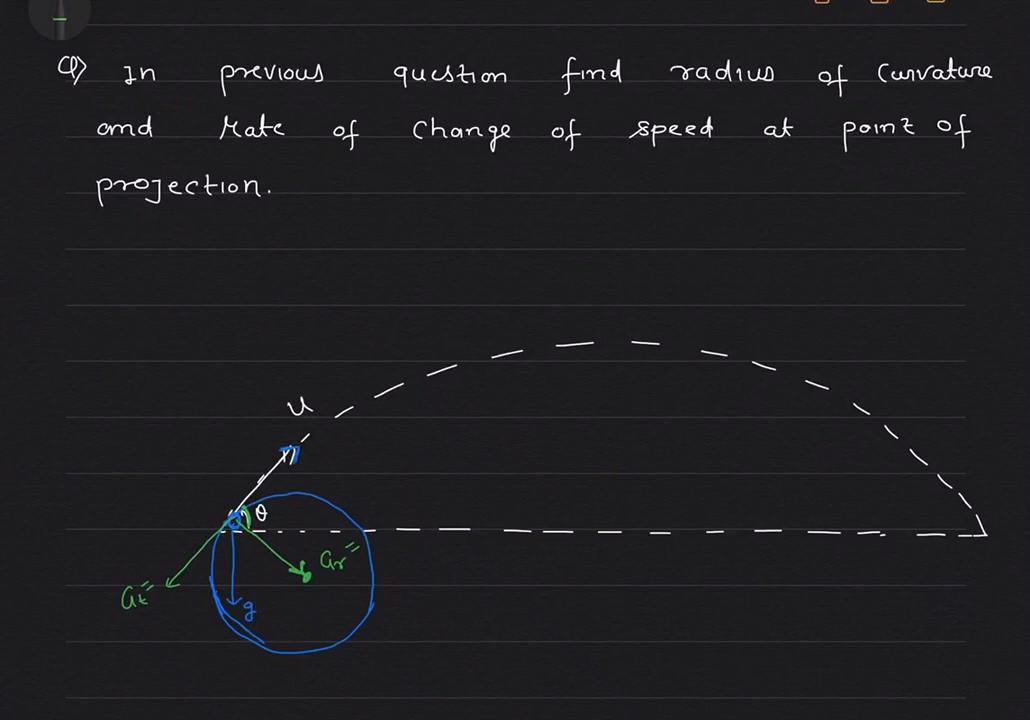 Q) In previous question find radius of curvature
and rate of change of speed at point of
projection.
u
θ
ar =
at =
g